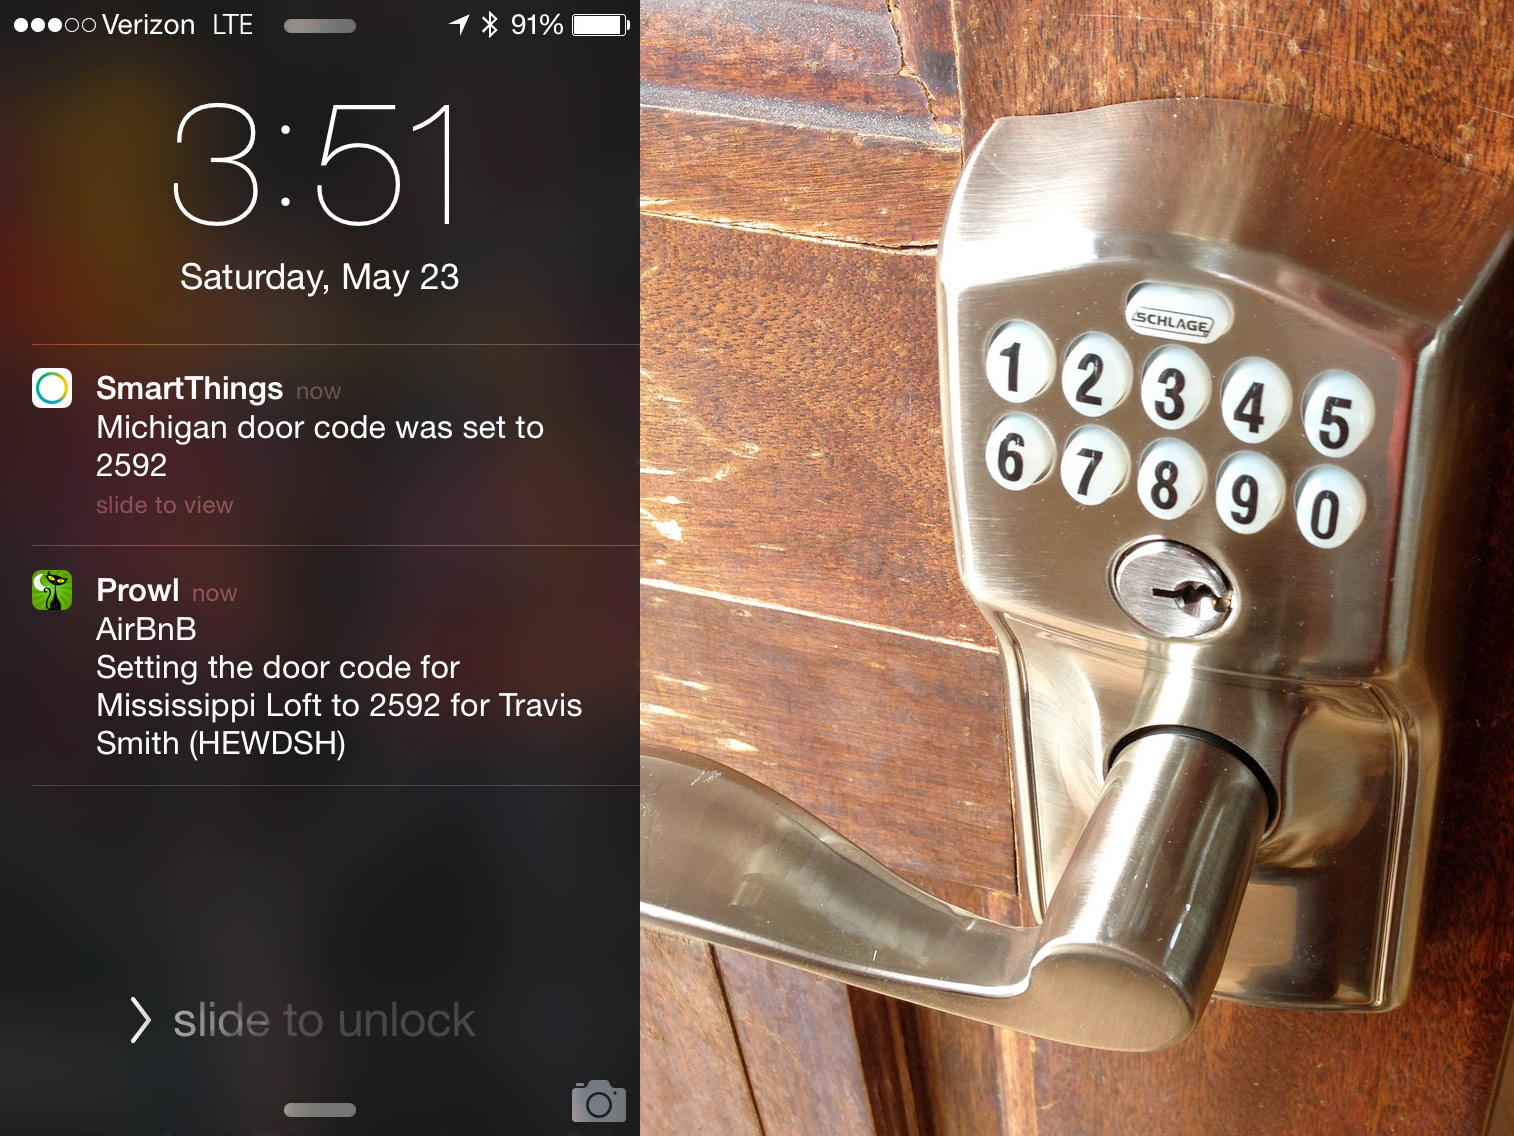 Verizon LTE 91%
3:51
Saturday, May 23
SmartThings now
Michigan door code was set to
2592
slide to view
Prowl now
AirBnB
Setting the door code for
Mississippi Loft to 2592 for Travis
Smith (HEWDSH)
slide to unlock
SCHLAGE
1 2 3 4 5
6 7 8 9 0